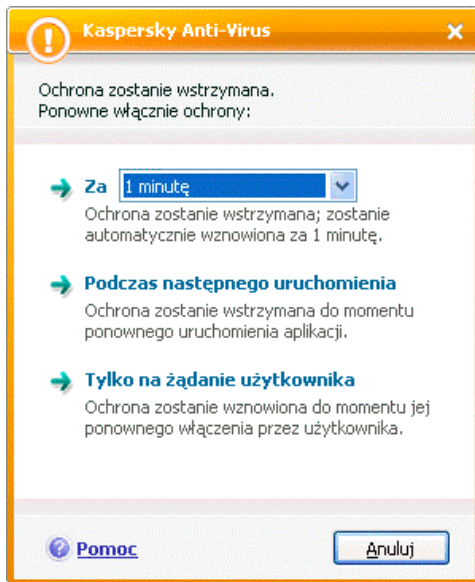 Kaspersky Anti-Virus
Ochrona zostanie wstrzymana.
Ponowne włącznie ochrony:
Za 1 minutę
Ochrona zostanie wstrzymana; zostanie
automatycznie wznowiona za 1 minutę.
Podczas następnego uruchomienia
Ochrona zostanie wstrzymana do momentu
ponownego uruchomienia aplikacji.
Tylko na żądanie użytkownika
Ochrona zostanie wznowiona do momentu jej
ponownego włączenia przez użytkownika.
Pomoc
Anuluj